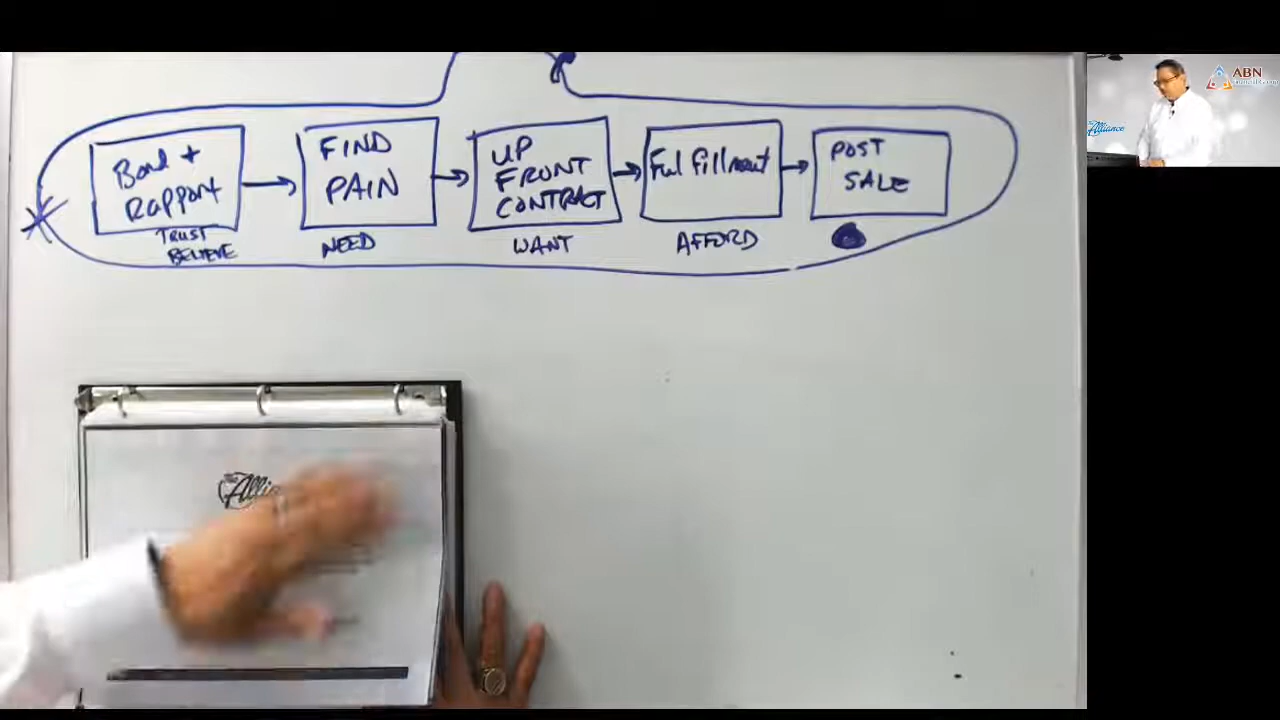 Bond +
Rapport
TRUST
BELIEVE
FIND
PAIN
NEED
UP
FRONT
CONTRACT
WANT
Fulfillment
AFFORD
POST
SALE
ABN
Alliance